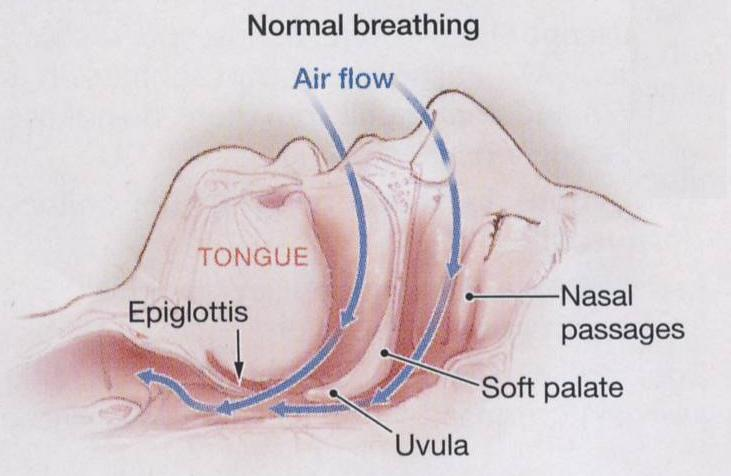 Normal breathing
Air flow
TONGUE
Epiglottis
Nasal
passages
Soft palate
Uvula